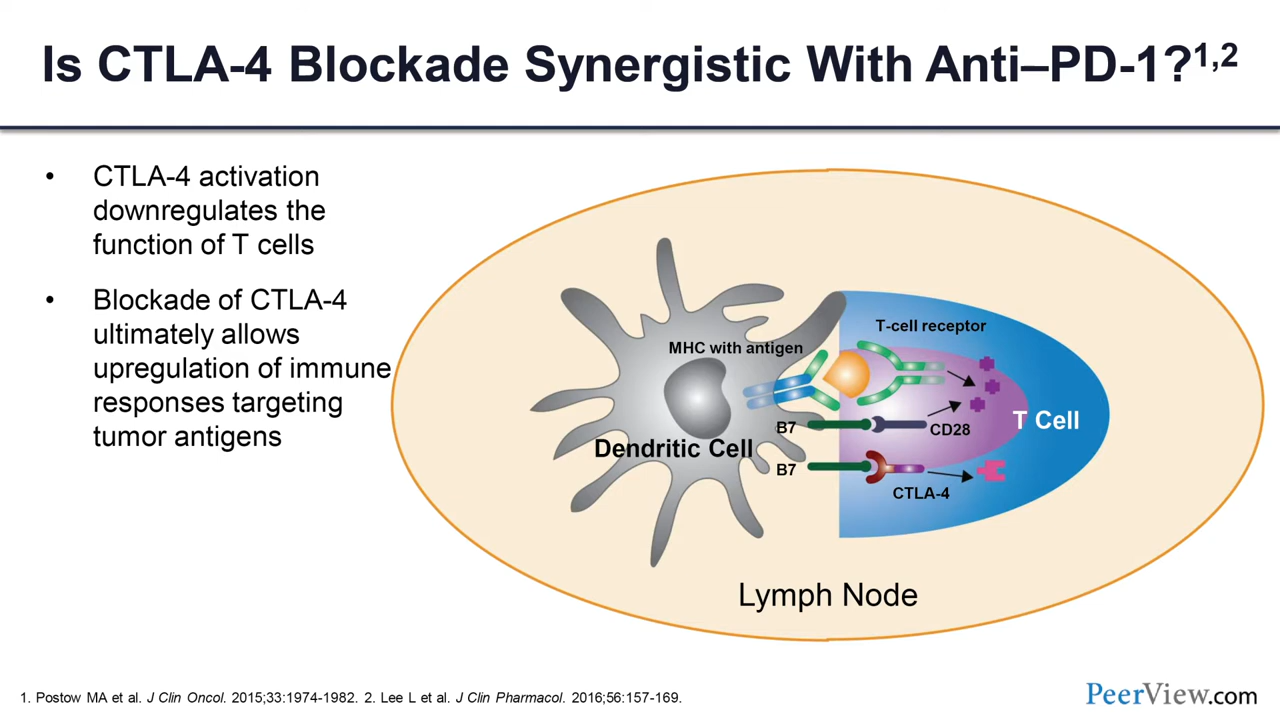 Is CTLA-4 Blockade Synergistic With Anti–PD-1?1,2
• CTLA-4 activation
downregulates the
function of T cells
• Blockade of CTLA-4
ultimately allows
upregulation of immune
responses targeting
tumor antigens
T-cell receptor
MHC with antigen
B7
CD28
T Cell
Dendritic Cell
B7
CTLA-4
Lymph Node
1. Postow MA et al. J Clin Oncol. 2015;33:1974-1982. 2. Lee L et al. J Clin Pharmacol. 2016;56:157-169.
PeerView.com